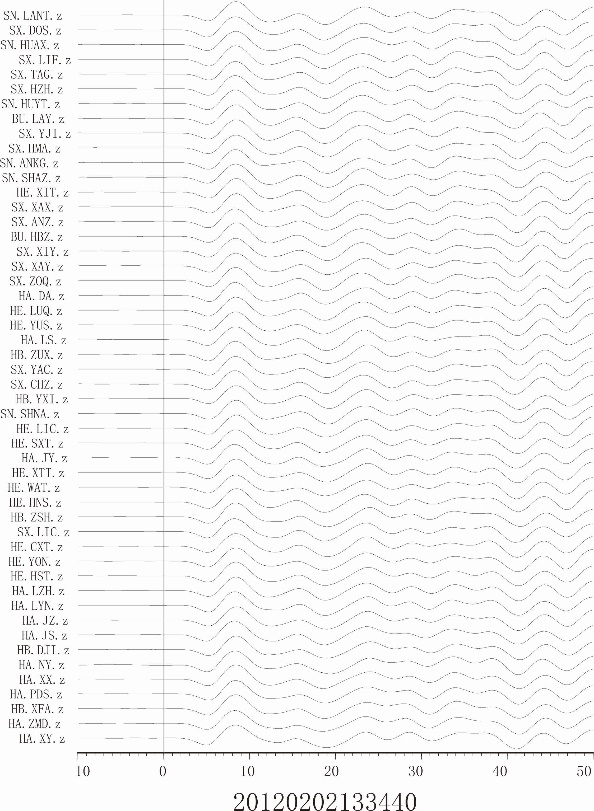 SN. LANT. z
SX. DOS. z
SN. HUAX. z
SX. LIF. z
SX. TAG. z
SX. HZH. z
SN. HUYT. z
BU. LAY. z
SX. YJI. z
SX. HMA. z
SN. ANKG. z
SN. SHAZ. z
HE. XIT. z
SX. XAX. z
SX. ANZ. z
BU. HBZ. z
SX. XIY. z
SX. XAY. z
SX. ZOQ. z
HA. DA. z
HE. LUQ. z
HE. YUS. z
HA. LS. z
HB. ZUX. z
SX. YAC. z
SX. CHZ. z
HB. YXI. z
SN. SHNA. z
HE. LIC. z
HE. SXT. z
HA. JY. z
HE. XTT. z
HE. WAT. z
HE. HNS. z
HB. ZSH. z
SX. LIC. z
HE. CXT. z
HE. YON. z
HE. HST. z
HA. LZH. z
HA. LYN. z
HA. JZ. z
HA. JS. z
HB. DJI. z
HA. NY. z
HA. XX. z
HA. PDS. z
HB. XFA. z
HA. ZMD. z
HA. XY. z
10 0 10 20 30 40 50
20120202133440